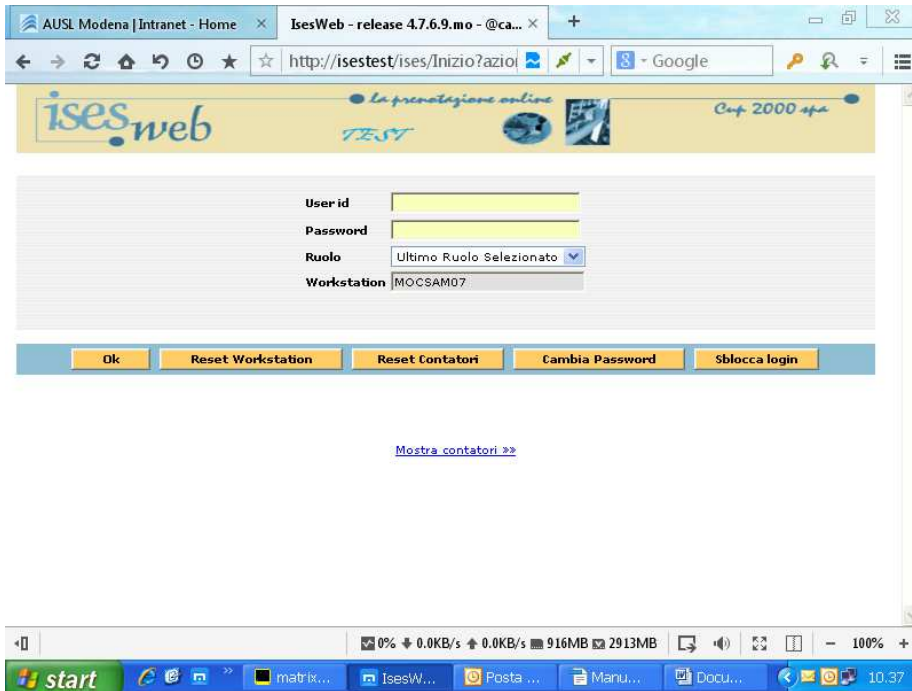 AUSL Modena | Intranet - Home
IsesWeb - release 4.7.6.9.mo - @ca...
http://isestest/ises/Inizio?azio
8 - Google
ises.web
la prenotazione online
TEST
Cup 2000 spa
User id
Password
Ruolo
Ultimo Ruolo Selezionato
Workstation
MOCSAM07
Ok
Reset Workstation
Reset Contatori
Cambia Password
Sblocca login
Mostra contatori >>
0% 0.0KB/s 0.0KB/s 916MB 2913MB
100%
start
matrix...
IsesW...
Posta ...
Manu...
Docu...
10.37